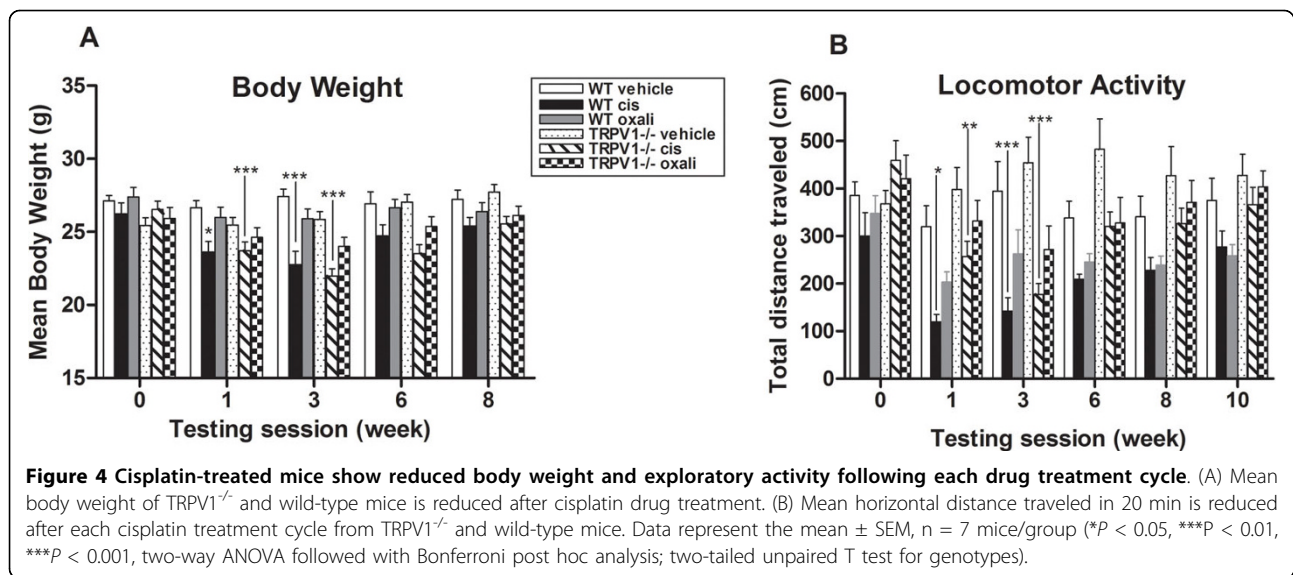 A
Body Weight
Mean Body Weight (g)
35
30
25
20
15
*
***
***
***
0 1 3 6 8
Testing session (week)
WT vehicle
WT cis
WT oxali
TRPV1-/- vehicle
TRPV1-/- cis
TRPV1-/- oxali
B
Locomotor Activity
Total distance traveled (cm)
600
500
400
300
200
100
0
*
**
***
***
0 1 3 6 8 10
Testing session (week)
Figure 4 Cisplatin-treated mice show reduced body weight and exploratory activity following each drug treatment cycle. (A) Mean
body weight of TRPV1-/- and wild-type mice is reduced after cisplatin drug treatment. (B) Mean horizontal distance traveled in 20 min is reduced
after each cisplatin treatment cycle from TRPV1-/- and wild-type mice. Data represent the mean ± SEM, n = 7 mice/group (*P < 0.05, ***P < 0.01,
***P < 0.001, two-way ANOVA followed with Bonferroni post hoc analysis; two-tailed unpaired T test for genotypes).